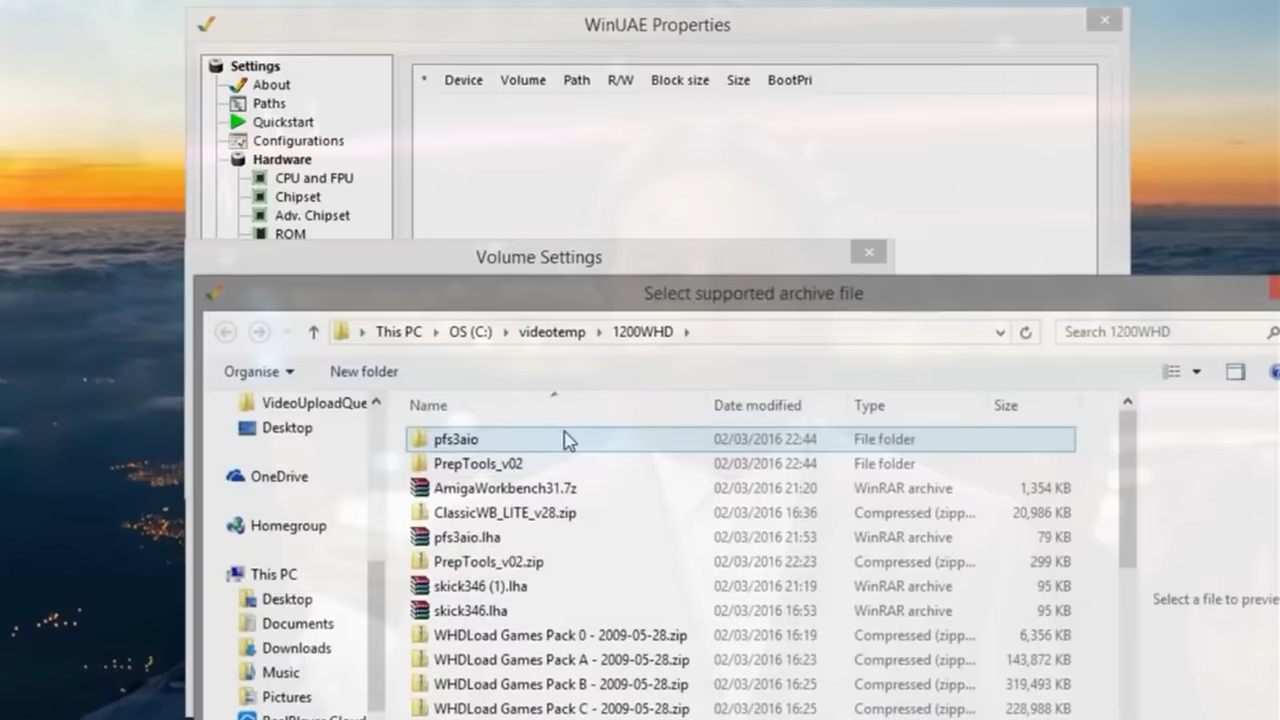 WinUAE Properties
Settings
About
Paths
Quickstart
Configurations
Hardware
CPU and FPU
Chipset
Adv. Chipset
ROM
* Device Volume Path R/W Block size Size BootPri
Volume Settings
Select supported archive file
This PC OS (C:) videotemp 1200WHD
Search 1200WHD
Organise New folder
VideoUploadQue
Desktop
OneDrive
Homegroup
This PC
Desktop
Documents
Downloads
Music
Pictures
Name Date modified Type Size
pfs3aio 02/03/2016 22:44 File folder
PrepTools_v02 02/03/2016 22:44 File folder
AmigaWorkbench31.7z 02/03/2016 21:20 WinRAR archive 1,354 KB
ClassicWB_LITE_v28.zip 02/03/2016 16:36 Compressed (zipp... 20,986 KB
pfs3aio.lha 02/03/2016 21:53 WinRAR archive 79 KB
PrepTools_v02.zip 02/03/2016 22:23 Compressed (zipp... 299 KB
skick346 (1).lha 02/03/2016 21:19 WinRAR archive 95 KB
skick346.lha 02/03/2016 16:53 WinRAR archive 95 KB
WHDLoad Games Pack 0 - 2009-05-28.zip 02/03/2016 16:19 Compressed (zipp... 6,356 KB
WHDLoad Games Pack A - 2009-05-28.zip 02/03/2016 16:23 Compressed (zipp... 143,872 KB
WHDLoad Games Pack B - 2009-05-28.zip 02/03/2016 16:25 Compressed (zipp... 319,493 KB
WHDLoad Games Pack C - 2009-05-28.zip 02/03/2016 16:25 Compressed (zipp... 228,988 KB
Select a file to previe